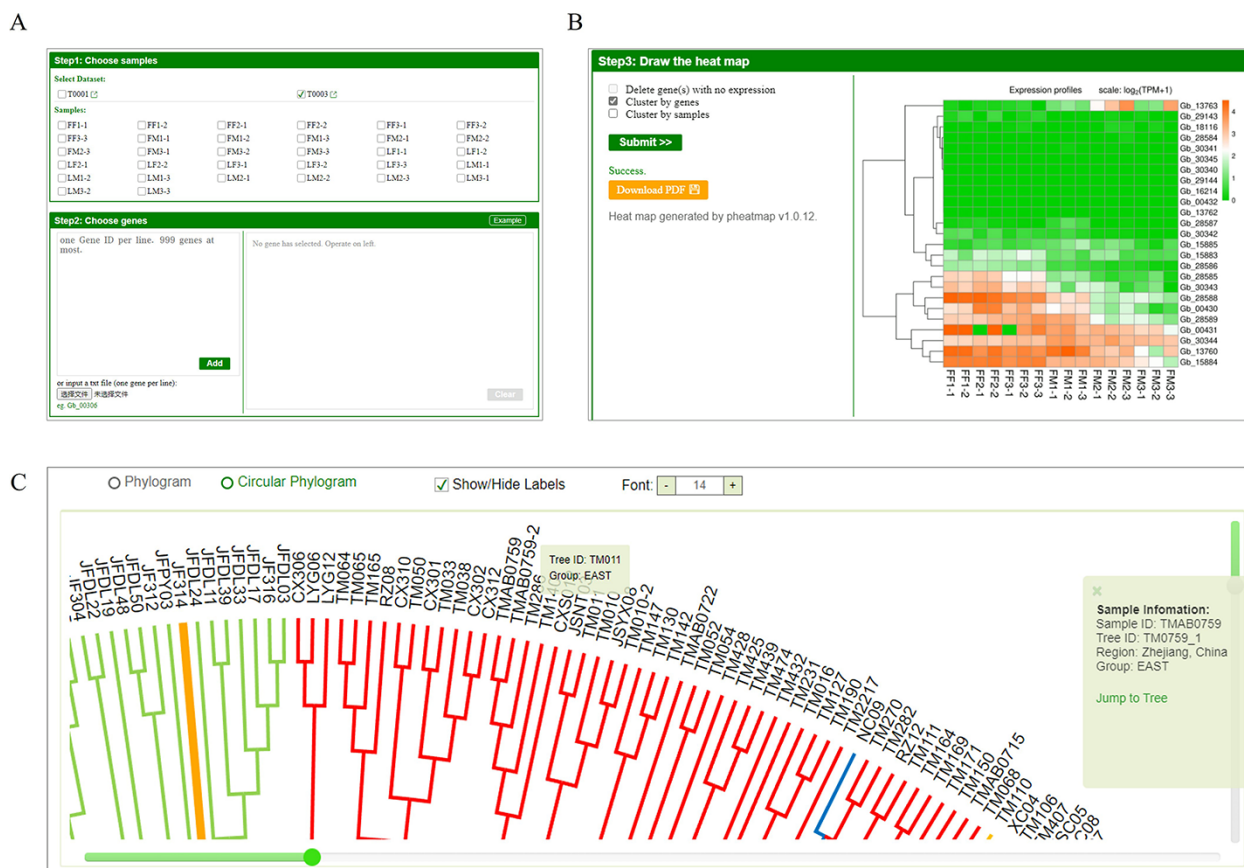 A
Step1: Choose samples
Select Dataset:
T0001 T0003
Samples:
FF1-1 FF1-2 FF2-1 FF2-2 FF3-1 FF3-2
FF3-3 FM1-1 FM1-2 FM1-3 FM2-1 FM2-2
FM2-3 FM3-1 FM3-2 FM3-3 LF1-1 LF1-2
LF2-1 LF2-2 LF3-1 LF3-2 LF3-3 LM1-1
LM1-2 LM1-3 LM2-1 LM2-2 LM2-3 LM3-1
LM3-2 LM3-3
Step2: Choose genes Example
one Gene ID per line. 999 genes at
most.
No gene has selected. Operate on left.
Add
or input a txt file (one gene per line):
选择文件 未选择文件
eg. Gb_00306
Clear
B
Step3: Draw the heat map
Delete gene(s) with no expression
Cluster by genes
Cluster by samples
Submit >>
Success.
Download PDF
Heat map generated by pheatmap v1.0.12.
Expression profiles scale: log₂(TPM+1)
4
3
2
1
0
Gb_13763
Gb_29143
Gb_18116
Gb_28584
Gb_30341
Gb_30345
Gb_30340
Gb_29144
Gb_16214
Gb_00432
Gb_13762
Gb_28587
Gb_30342
Gb_15885
Gb_15883
Gb_28586
Gb_28585
Gb_30343
Gb_28588
Gb_00430
Gb_28589
Gb_00431
Gb_30344
Gb_13760
Gb_15884
FF1-1
FF1-2
FF2-1
FF2-2
FF3-1
FF3-2
FF3-3
FM1-1
FM1-2
FM1-3
FM2-1
FM2-2
FM2-3
FM3-1
FM3-2
FM3-3
C
Phylogram Circular Phylogram Show/Hide Labels Font: - 14 +
JFDL22
JFDL19
JFDL48
JFDL50
JF312
JFPY03
JF314
JFDL24
JFDL11
JFDL39
JFDL33
JFDL17
JF316
JFDL03
CX306
LYG06
LYG12
TM064
TM065
TM165
RZ08
CX310
TM050
CX301
TM033
TM038
CX302
CX312
TMAB0759
TMAB0759-2
TM286
TM011
TM010
JSYX08
TM010-2
TM147
TM130
TM142
TMAB0722
TM052
TM054
TM428
TM425
TM439
TM474
TM432
TM231
TM016
TM127
TM190
TM2217
NC09
TM270
TM282
RZ12
TM111
TM164
TM169
TM171
TM150
TMAB0715
TM068
TM110
XC04
TM106
Tree ID: TM011
Group: EAST
Sample Infomation:
Sample ID: TMAB0759
Tree ID: TM0759_1
Region: Zhejiang, China
Group: EAST
Jump to Tree